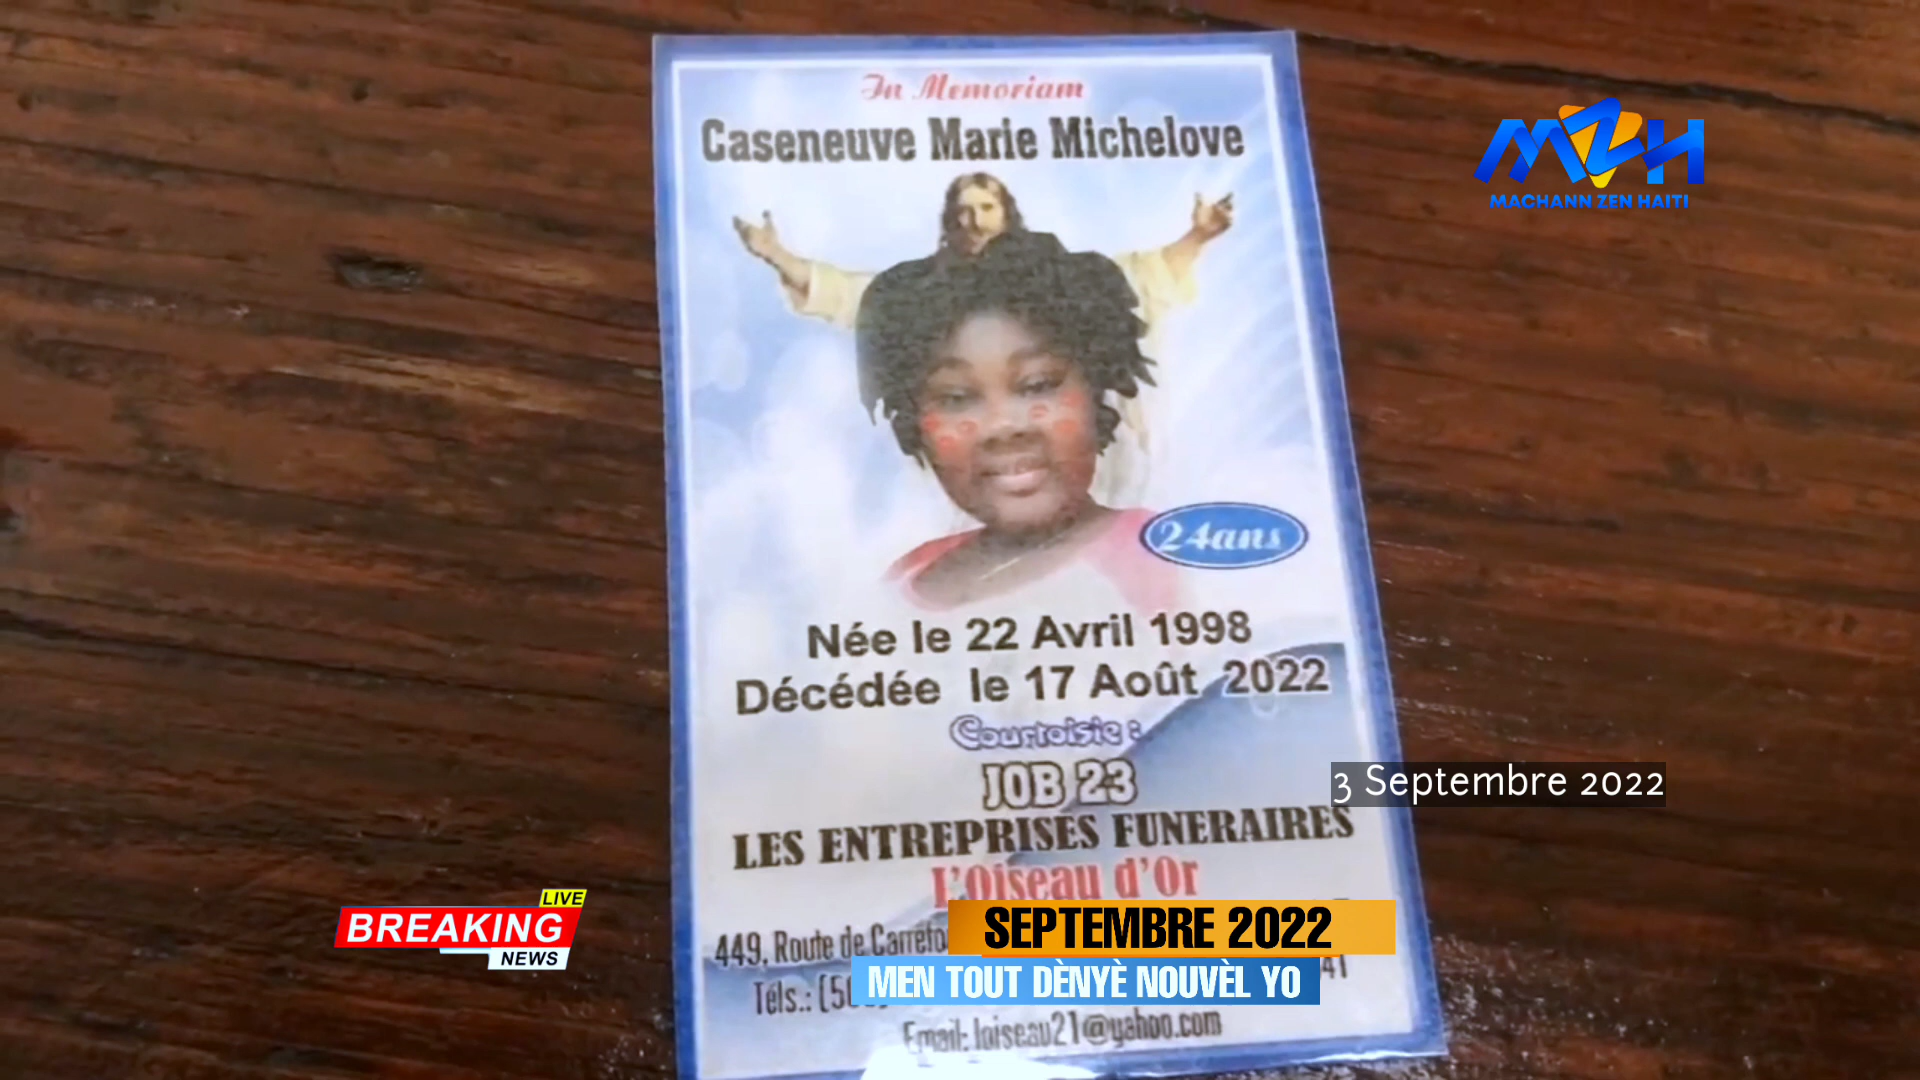 In Memoriam
Caseneuve Marie Michelove
MZH
MACHANN ZEN HAITI
24ans
Née le 22 Avril 1998
Décédée le 17 Août 2022
Courtoisie :
JOB 23
3 Septembre 2022
LES ENTREPRISES FUNERAIRES
L'Oiseau d'Or
LIVE
BREAKING
NEWS
SEPTEMBRE 2022
449, Route de
41
MEN TOUT DÈNYÈ NOUVÈL YO
Téls.:
Email: loiseau21@yahoo.com